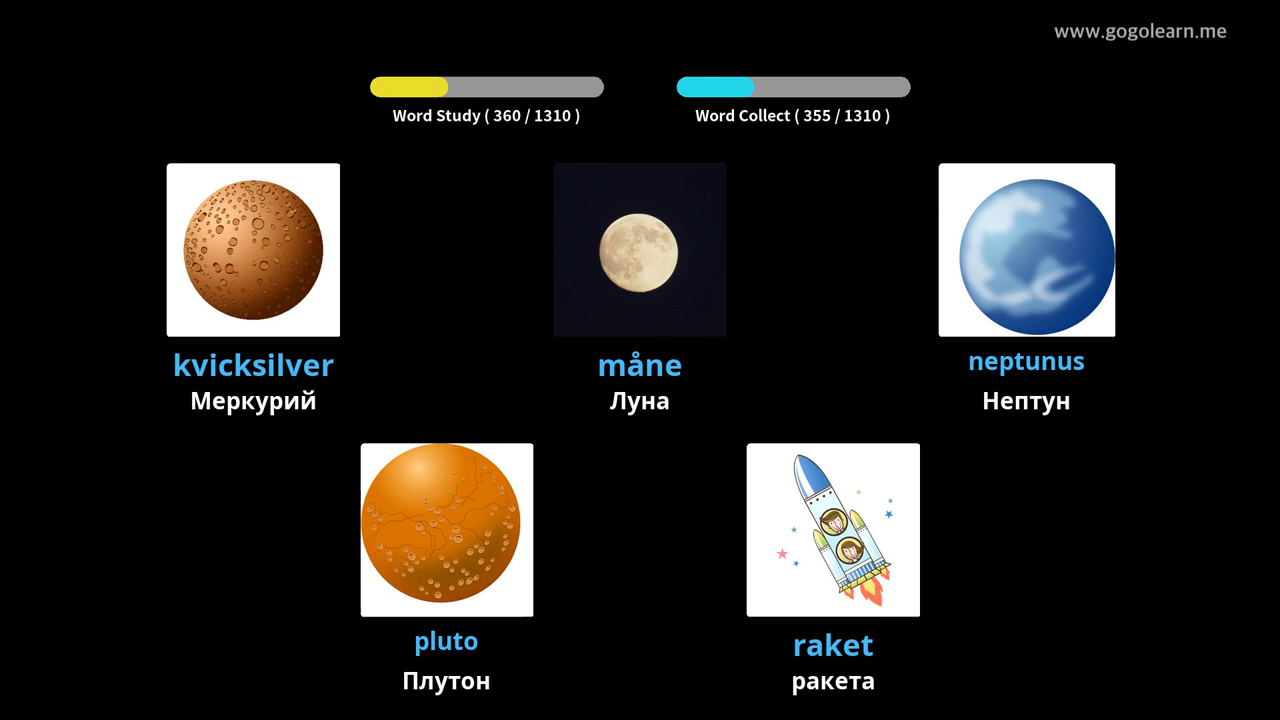 www.gogolearn.me
Word Study ( 360 / 1310 )
Word Collect ( 355 / 1310 )
kvicksilver
Меркурий
måne
Луна
neptunus
Нептун
pluto
Плутон
raket
ракета